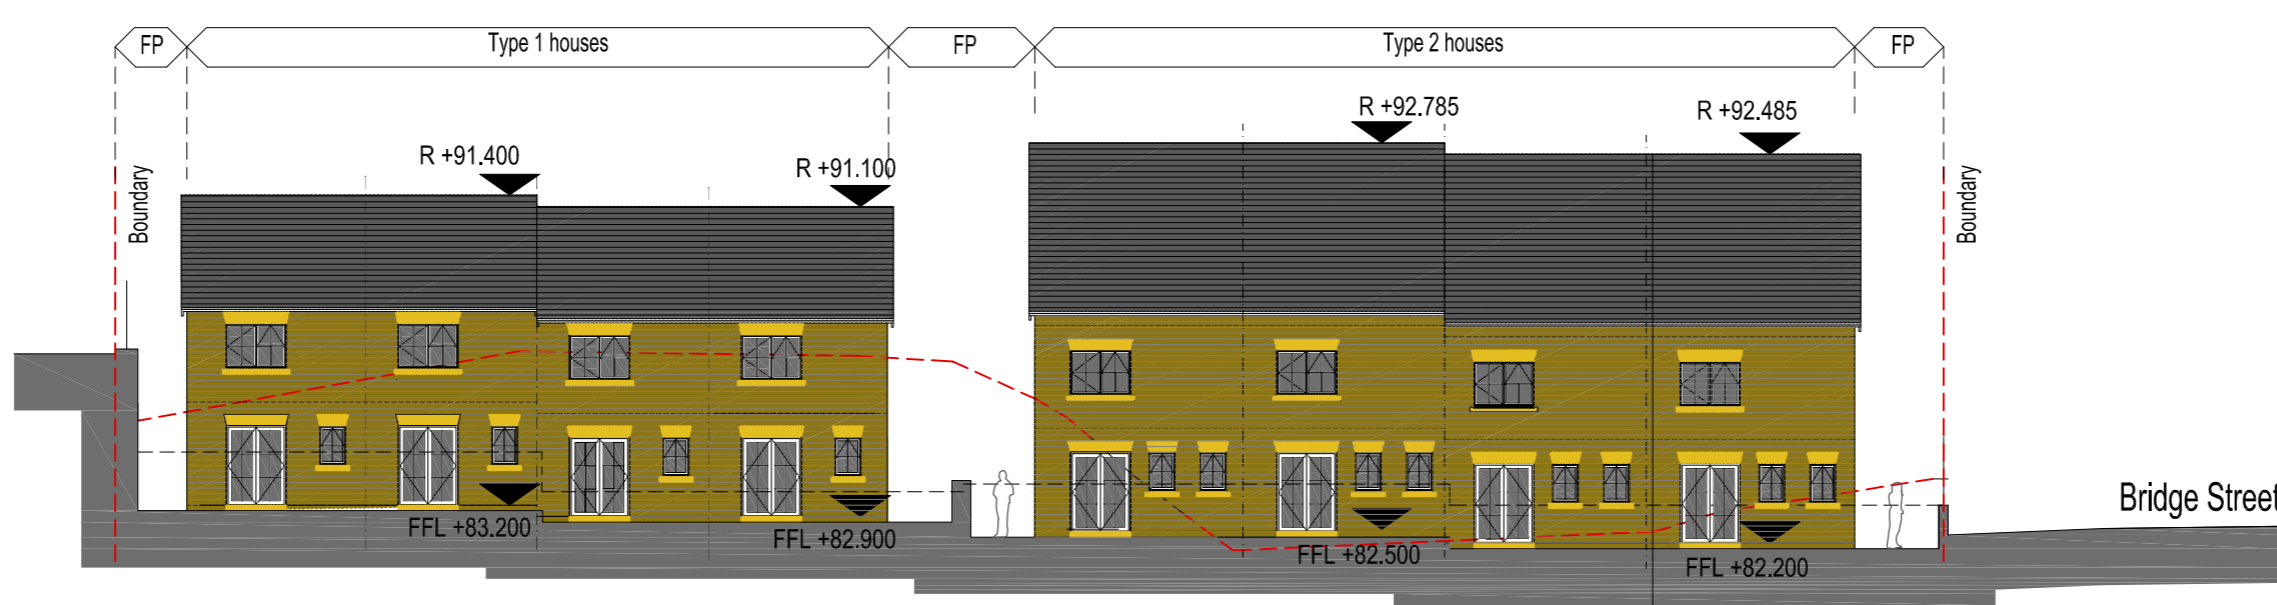 FP
Type 1 houses
FP
Type 2 houses
FP
R +92.785
R +92.485
R +91.400
R +91.100
Boundary
Boundary
Bridge Street
FFL +83.200
FFL +82.900
FFL +82.500
FFL +82.200